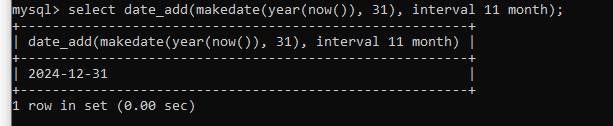 mysql> select date_add(makedate(year(now()), 31), interval 11 month);
+------------------------------------------------------+
| date_add(makedate(year(now()), 31), interval 11 month) |
+------------------------------------------------------+
| 2024-12-31                                             |
+------------------------------------------------------+
1 row in set (0.00 sec)